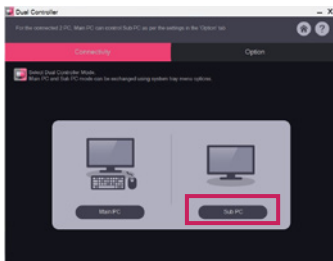 Dual Controller
For the connected 2 PC, Main PC can control Sub PC as per the settings in the 'Option' tab.
Connectivity
Option
Select Dual Controller Mode.
Main PC and Sub PC mode can be exchanged using system tray menu options.
Main PC
Sub PC